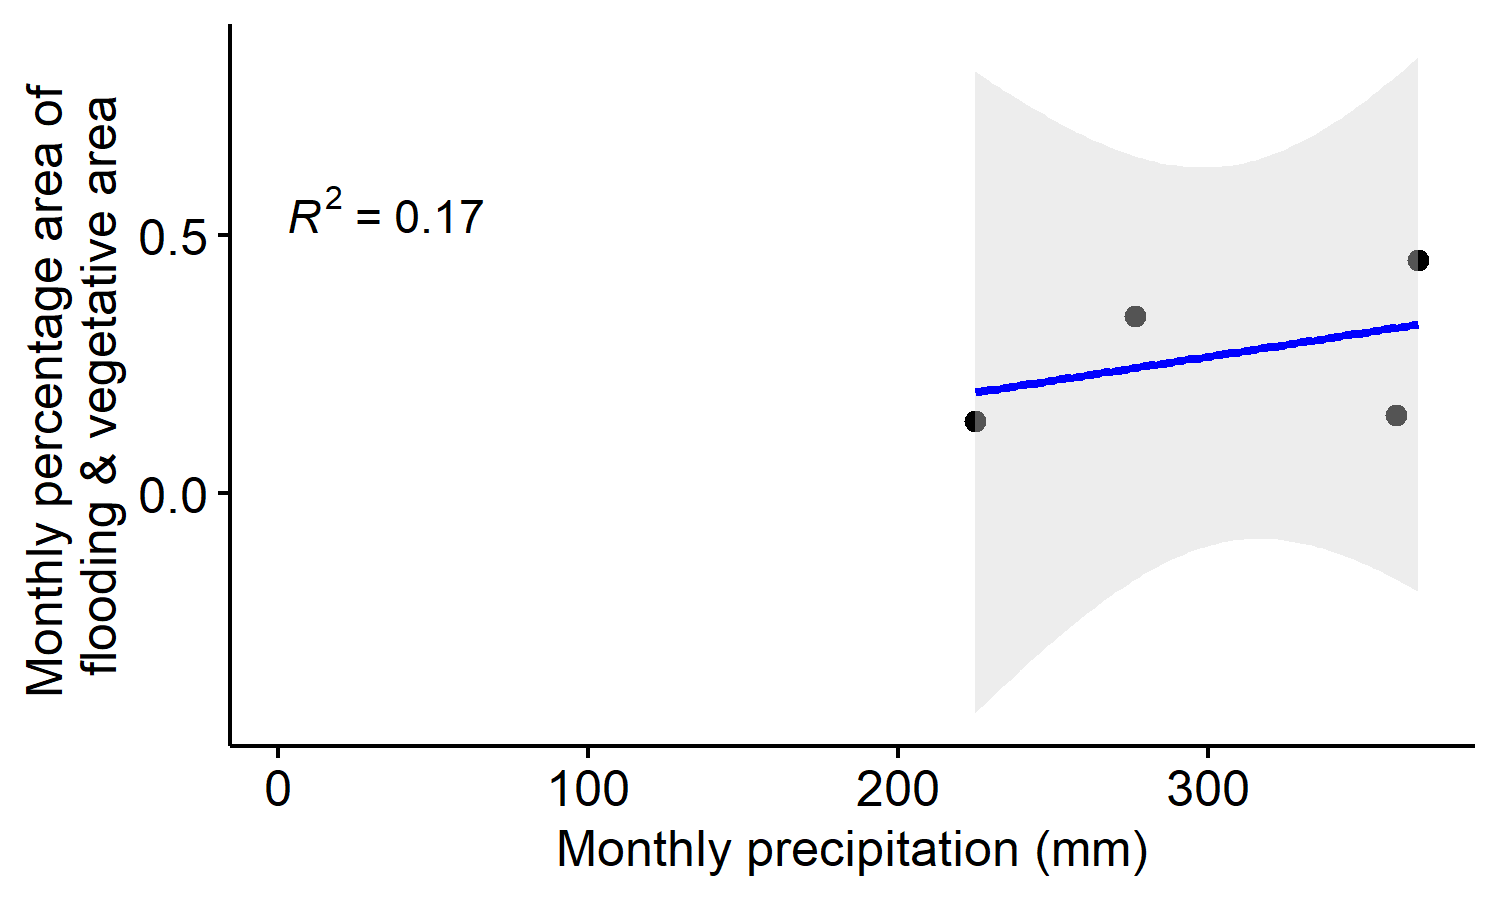 Monthly percentage area of
flooding & vegetative area
R² = 0.17
0.5
0.0
0 100 200 300
Monthly precipitation (mm)